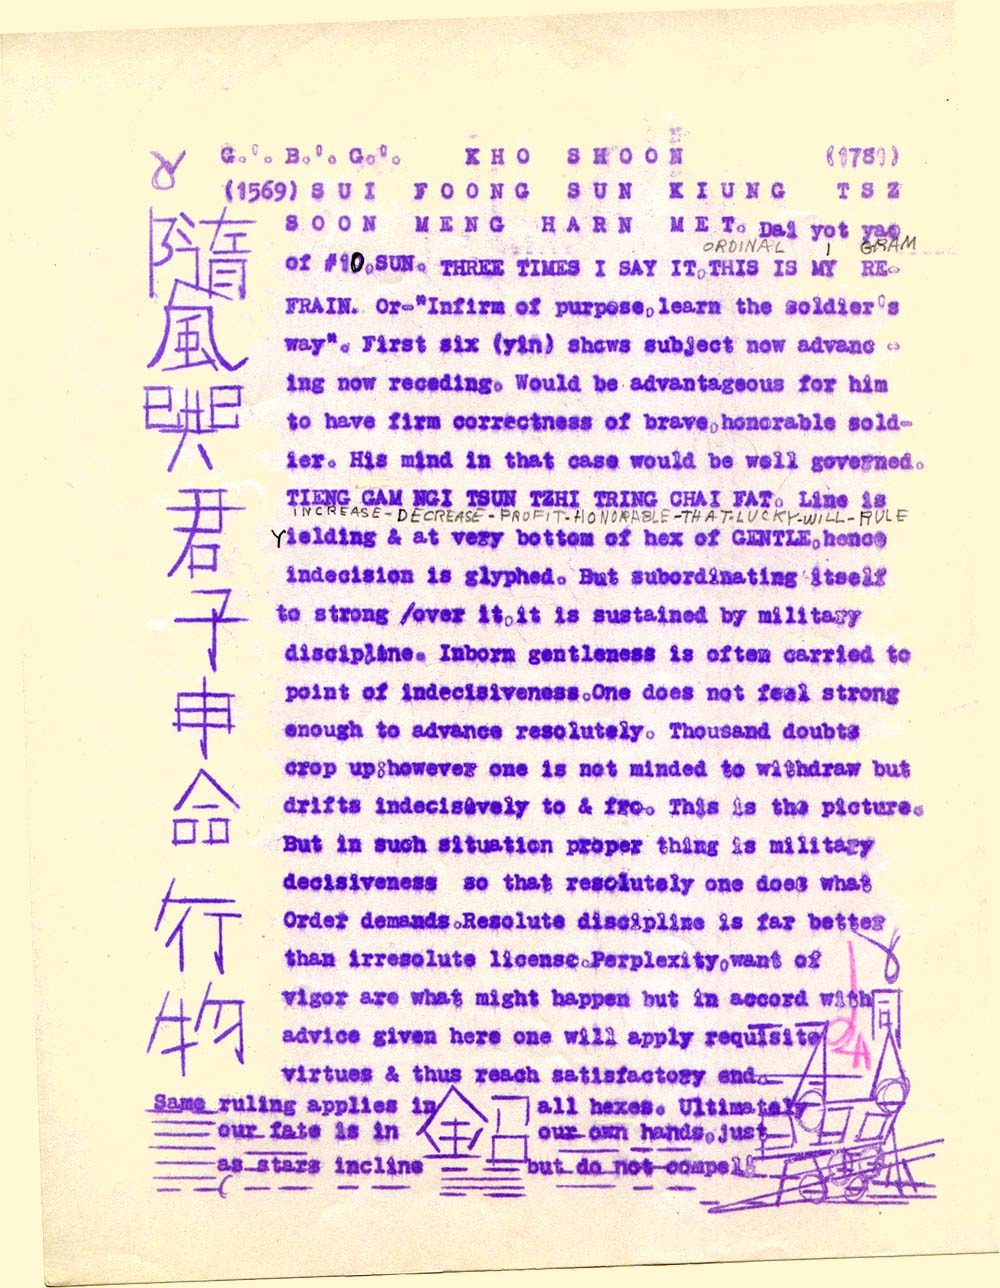 G.'. B.'. G.'. KHO SHOON (1781)
(1569) SUI FOONG SUN KIUNG TSZ
SOON MENG HARN MET. Dai yot yao
ORDINAL 1 GRAM
of #10.SUN. THREE TIMES I SAY IT,THIS IS MY RE-
FRAIN. Or-"Infirm of purpose,learn the soldier's
way". First six (yin) shows subject now advanc -
ing now receding. Would be advantageous for him
to have firm correctness of brave,honorable sold-
ier. His mind in that case would be well governed.
TIENG GAM NGI TSUN TZHI TRING CHAI FAT. Line is
INCREASE-DECREASE-PROFIT-HONORABLE-THAT-LUCKY-WILL-RULE
Yielding & at very bottom of hex of GENTLE,hence
indecision is glyphed. But subordinating itself
to strong /over it,it is sustained by military
discipline. Inborn gentleness is often carried to
point of indecisiveness.One does not feel strong
enough to advance resolutely. Thousand doubts
crop up;however one is not minded to withdraw but
drifts indecisively to & fro. This is the picture.
But in such situation proper thing is military
decisiveness so that resolutely one does what
Order demands.Resolute discipline is far better
than irresolute license.Perplexity,want of
vigor are what might happen but in accord with
advice given here one will apply requisite
virtues & thus reach satisfactory end.
Same ruling applies in all hexes. Ultimately
our fate is in our own hands,just
as stars incline but do not compel!
隋
風
巽
君
子
申
命
行
物